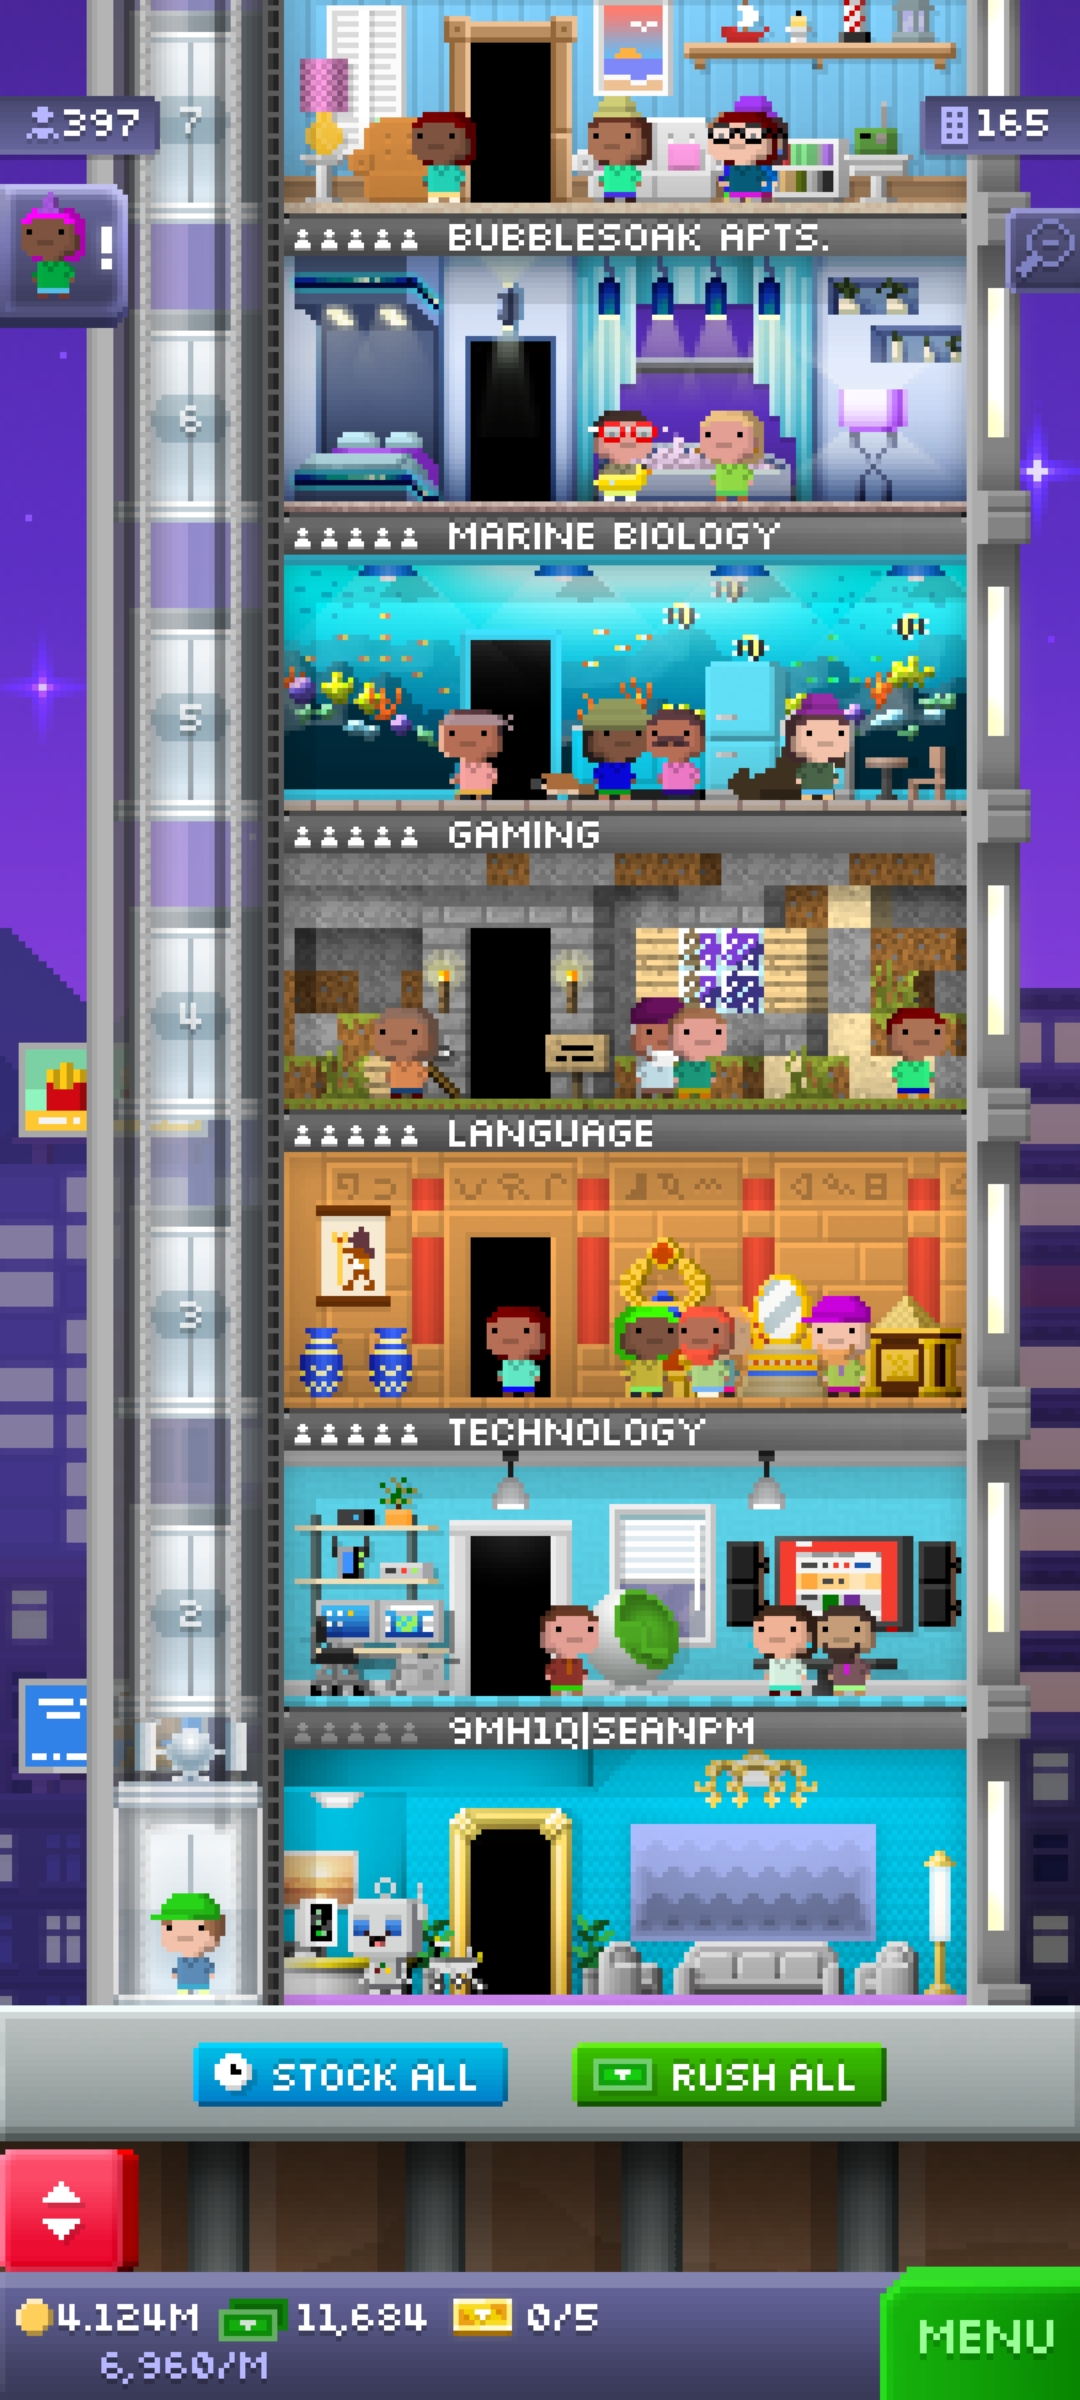 397
7
165
!
BUBBLESOAK APTS.
6
MARINE BIOLOGY
5
GAMING
4
LANGUAGE
3
TECHNOLOGY
2
9MH1Q|SEANPM
STOCK ALL
RUSH ALL
4.124M
11,684
0/5
6,960/M
MENU